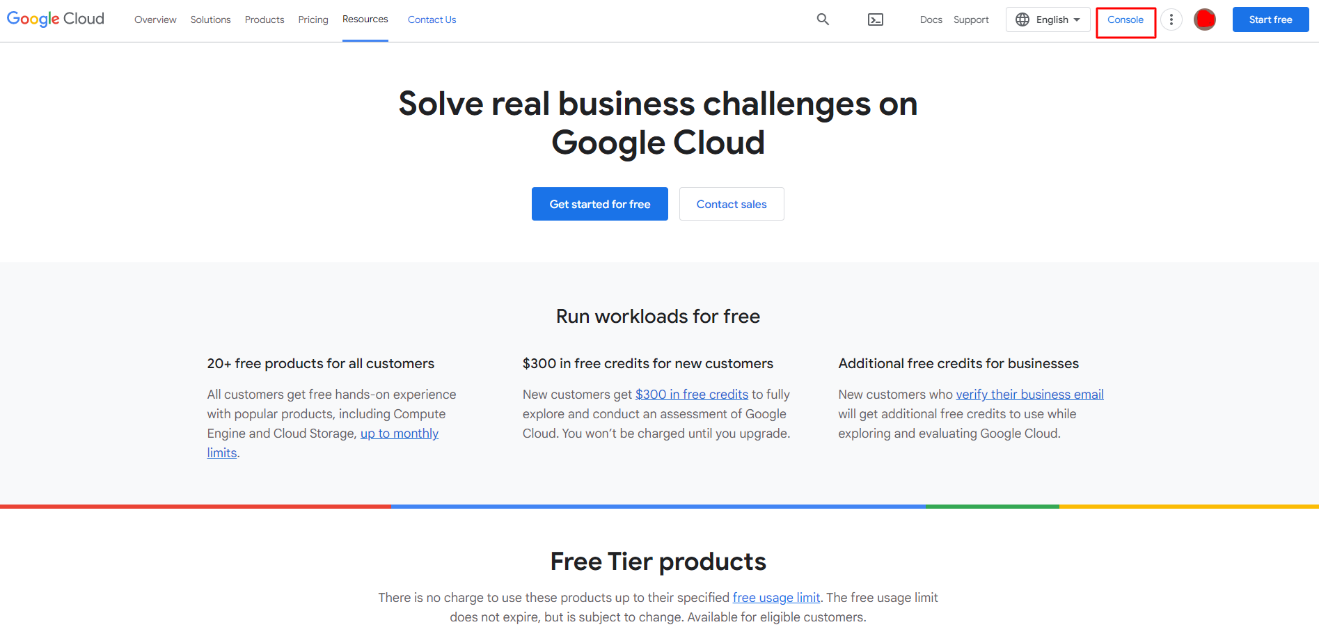 Google Cloud Overview Solutions Products Pricing Resources Contact Us Docs Support English Console Start free
Solve real business challenges on
Google Cloud
Get started for free Contact sales
Run workloads for free
20+ free products for all customers
All customers get free hands-on experience
with popular products, including Compute
Engine and Cloud Storage, up to monthly
limits.
$300 in free credits for new customers
New customers get $300 in free credits to fully
explore and conduct an assessment of Google
Cloud. You won’t be charged until you upgrade.
Additional free credits for businesses
New customers who verify their business email
will get additional free credits to use while
exploring and evaluating Google Cloud.
Free Tier products
There is no charge to use these products up to their specified free usage limit. The free usage limit
does not expire, but is subject to change. Available for eligible customers.